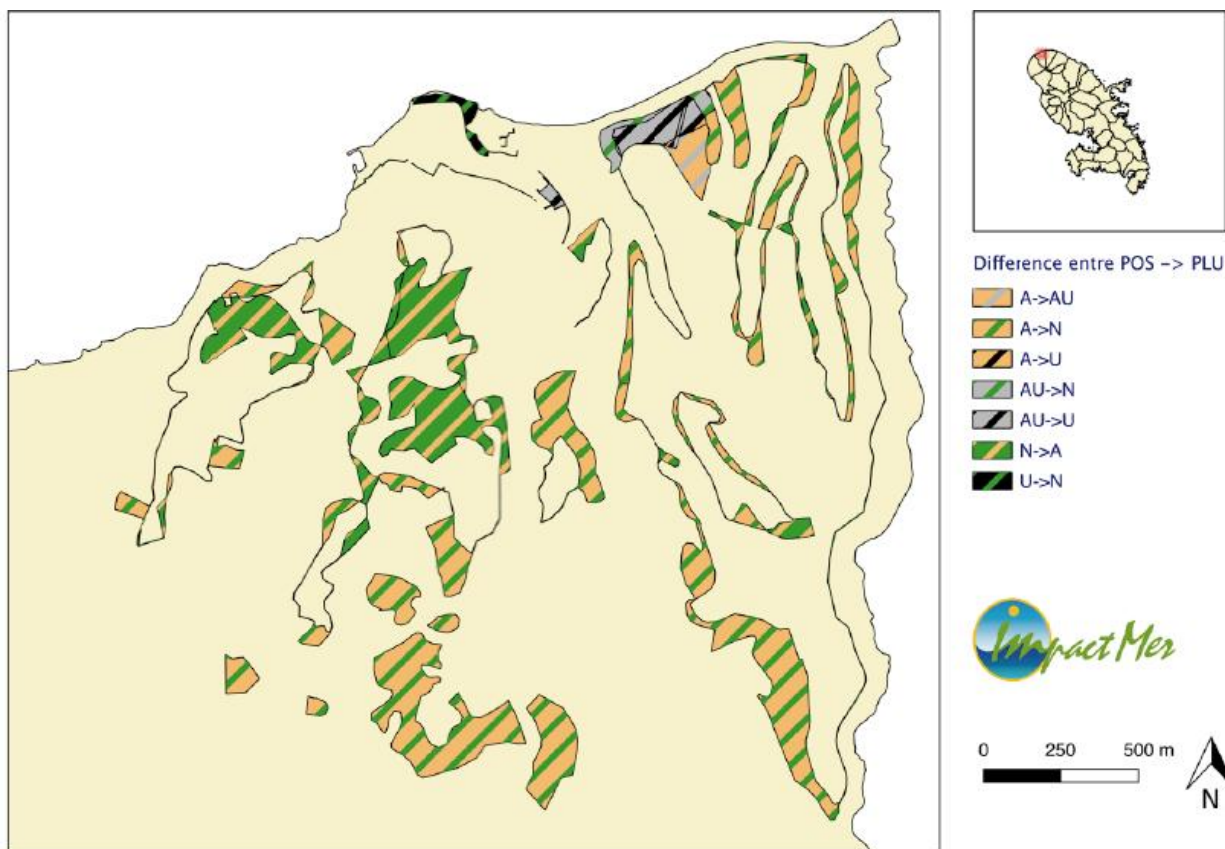 Difference entre POS -> PLU
A->AU
A->N
A->U
AU->N
AU->U
N->A
U->N
Impact Mer
0 250 500 m
N